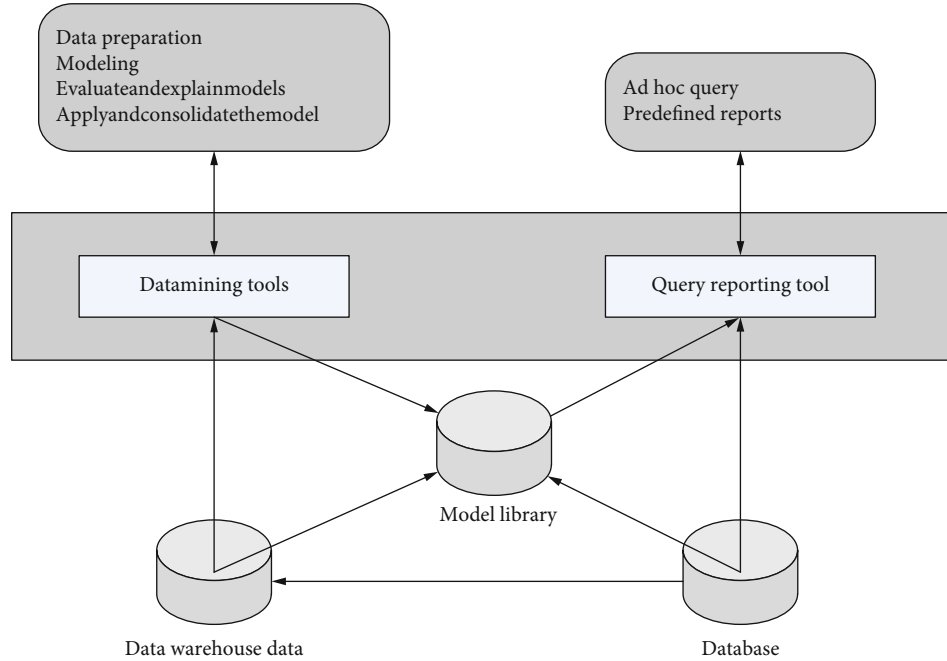 Data preparation
Modeling
Evaluateandexplainmodels
Applyandconsolidatethemodel
Ad hoc query
Predefined reports
Datamining tools
Query reporting tool
Model library
Data warehouse data
Database